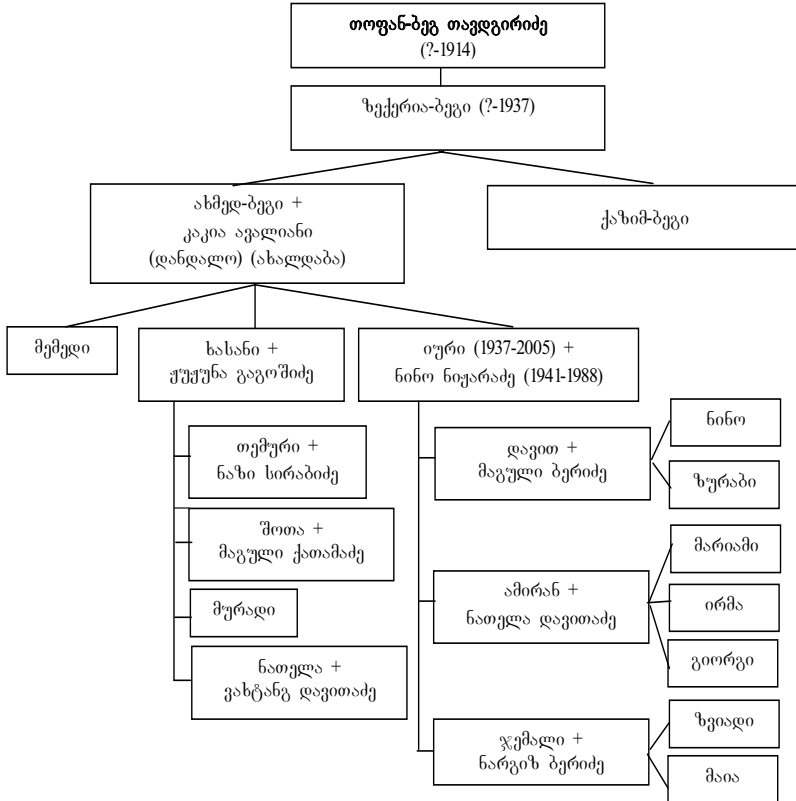 თოფან-ბეგ თავდგირიძე
(?-1914)
ზექერია-ბეგი (?-1937)
ახმედ-ბეგი +
კაკია ავალიანი
(დანდალო) (ახალდაბა)
ქაზიმ-ბეგი
მემედი
ხასანი +
ჟუჟუნა გაგოშიძე
იური (1937-2005) +
ნინო ნიჟარაძე (1941-1988)
თემური +
ნაზი სირაბიძე
შოთა +
მაგული ქათამაძე
მურადი
ნათელა +
ვახტანგ დავითაძე
დავით +
მაგული ბერიძე
ნინო
ზურაბი
ამირან +
ნათელა დავითაძე
მარიამი
ირმა
გიორგი
ჯემალი +
ნარგიზ ბერიძე
ზვიადი
მაია